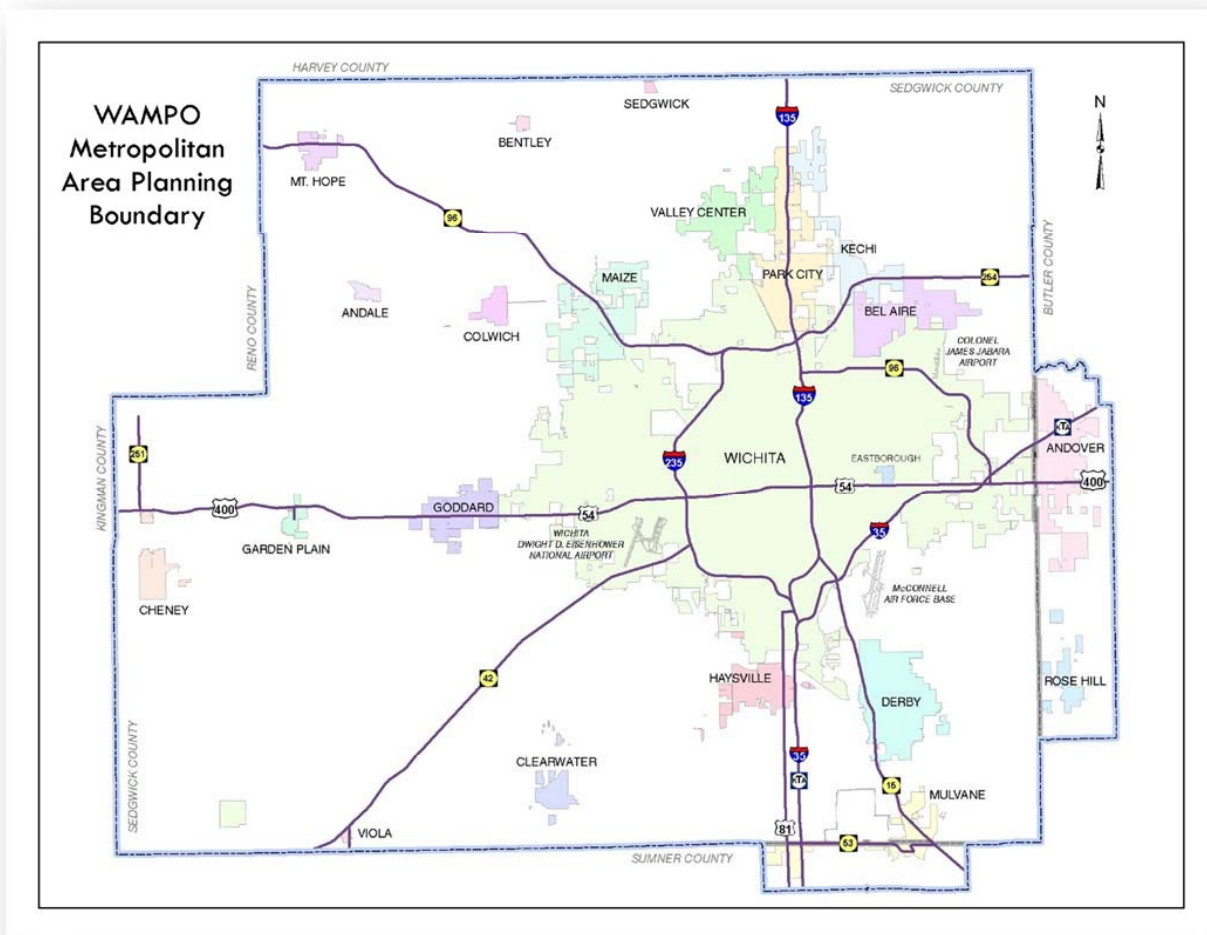 HARVEY COUNTY
SEDGWICK COUNTY
WAMPO
Metropolitan
Area Planning
Boundary
SEDGWICK
N
135
BENTLEY
MT. HOPE
96
VALLEY CENTER
KECHI
BUTLER COUNTY
MAIZE
PARK CITY
254
ANDALE
COLWICH
BEL AIRE
RENO COUNTY
COLONEL
JAMES JABARA
AIRPORT
96
135
KTA
ANDOVER
251
235
WICHITA
EASTBOROUGH
KINGMAN COUNTY
400
GODDARD
54
54
400
GARDEN PLAIN
WICHITA
DWIGHT D. EISENHOWER
NATIONAL AIRPORT
35
CHENEY
McCONNELL
AIR FORCE BASE
42
HAYSVILLE
ROSE HILL
DERBY
SEDGWICK COUNTY
CLEARWATER
35
KTA
15
MULVANE
VIOLA
81
53
SUMNER COUNTY